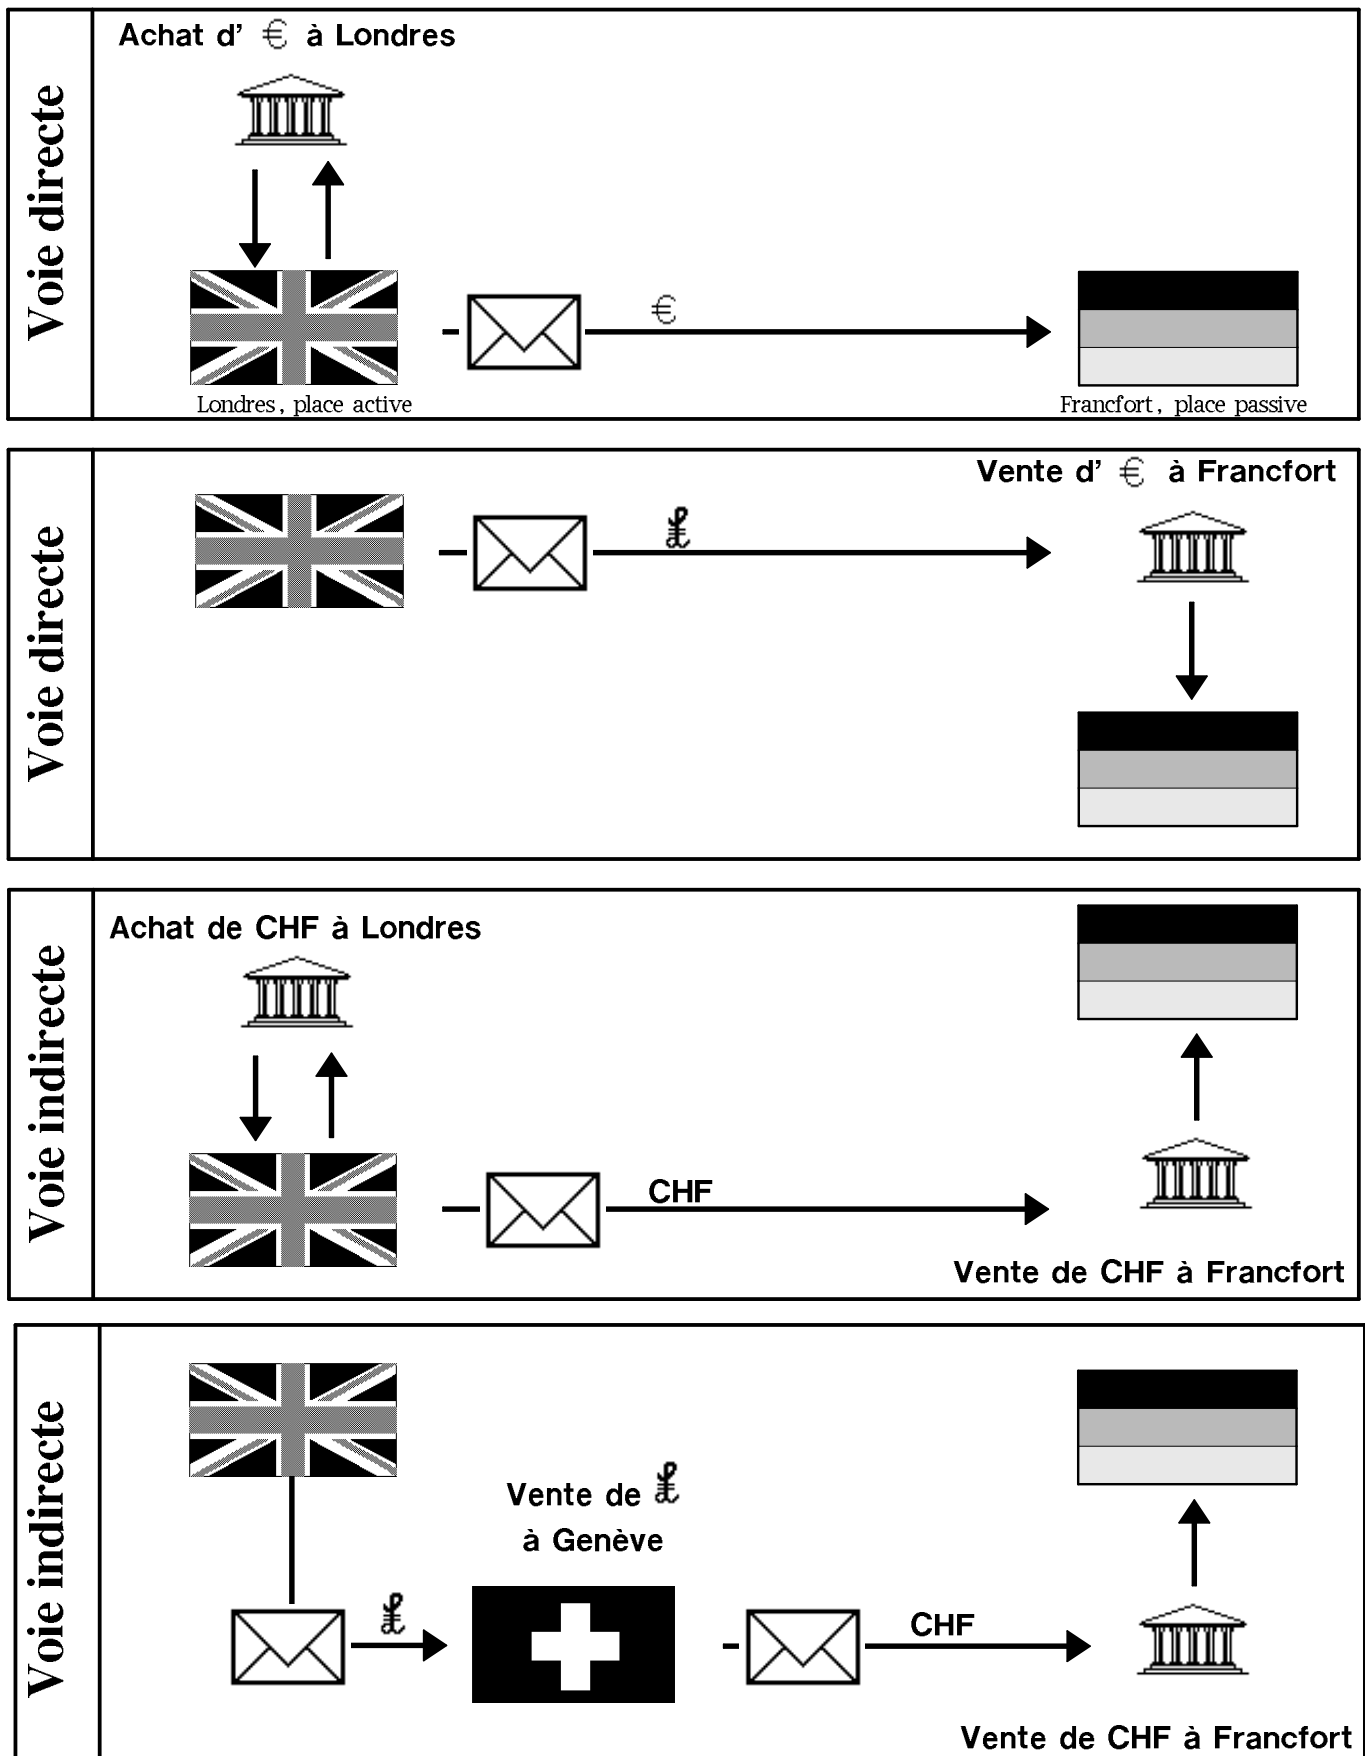 Voie directe
Achat d' € à Londres
€
Londres, place active
Francfort, place passive
Voie directe
Vente d' € à Francfort
£
Voie indirecte
Achat de CHF à Londres
CHF
Vente de CHF à Francfort
Voie indirecte
Vente de £
à Genève
£
CHF
Vente de CHF à Francfort